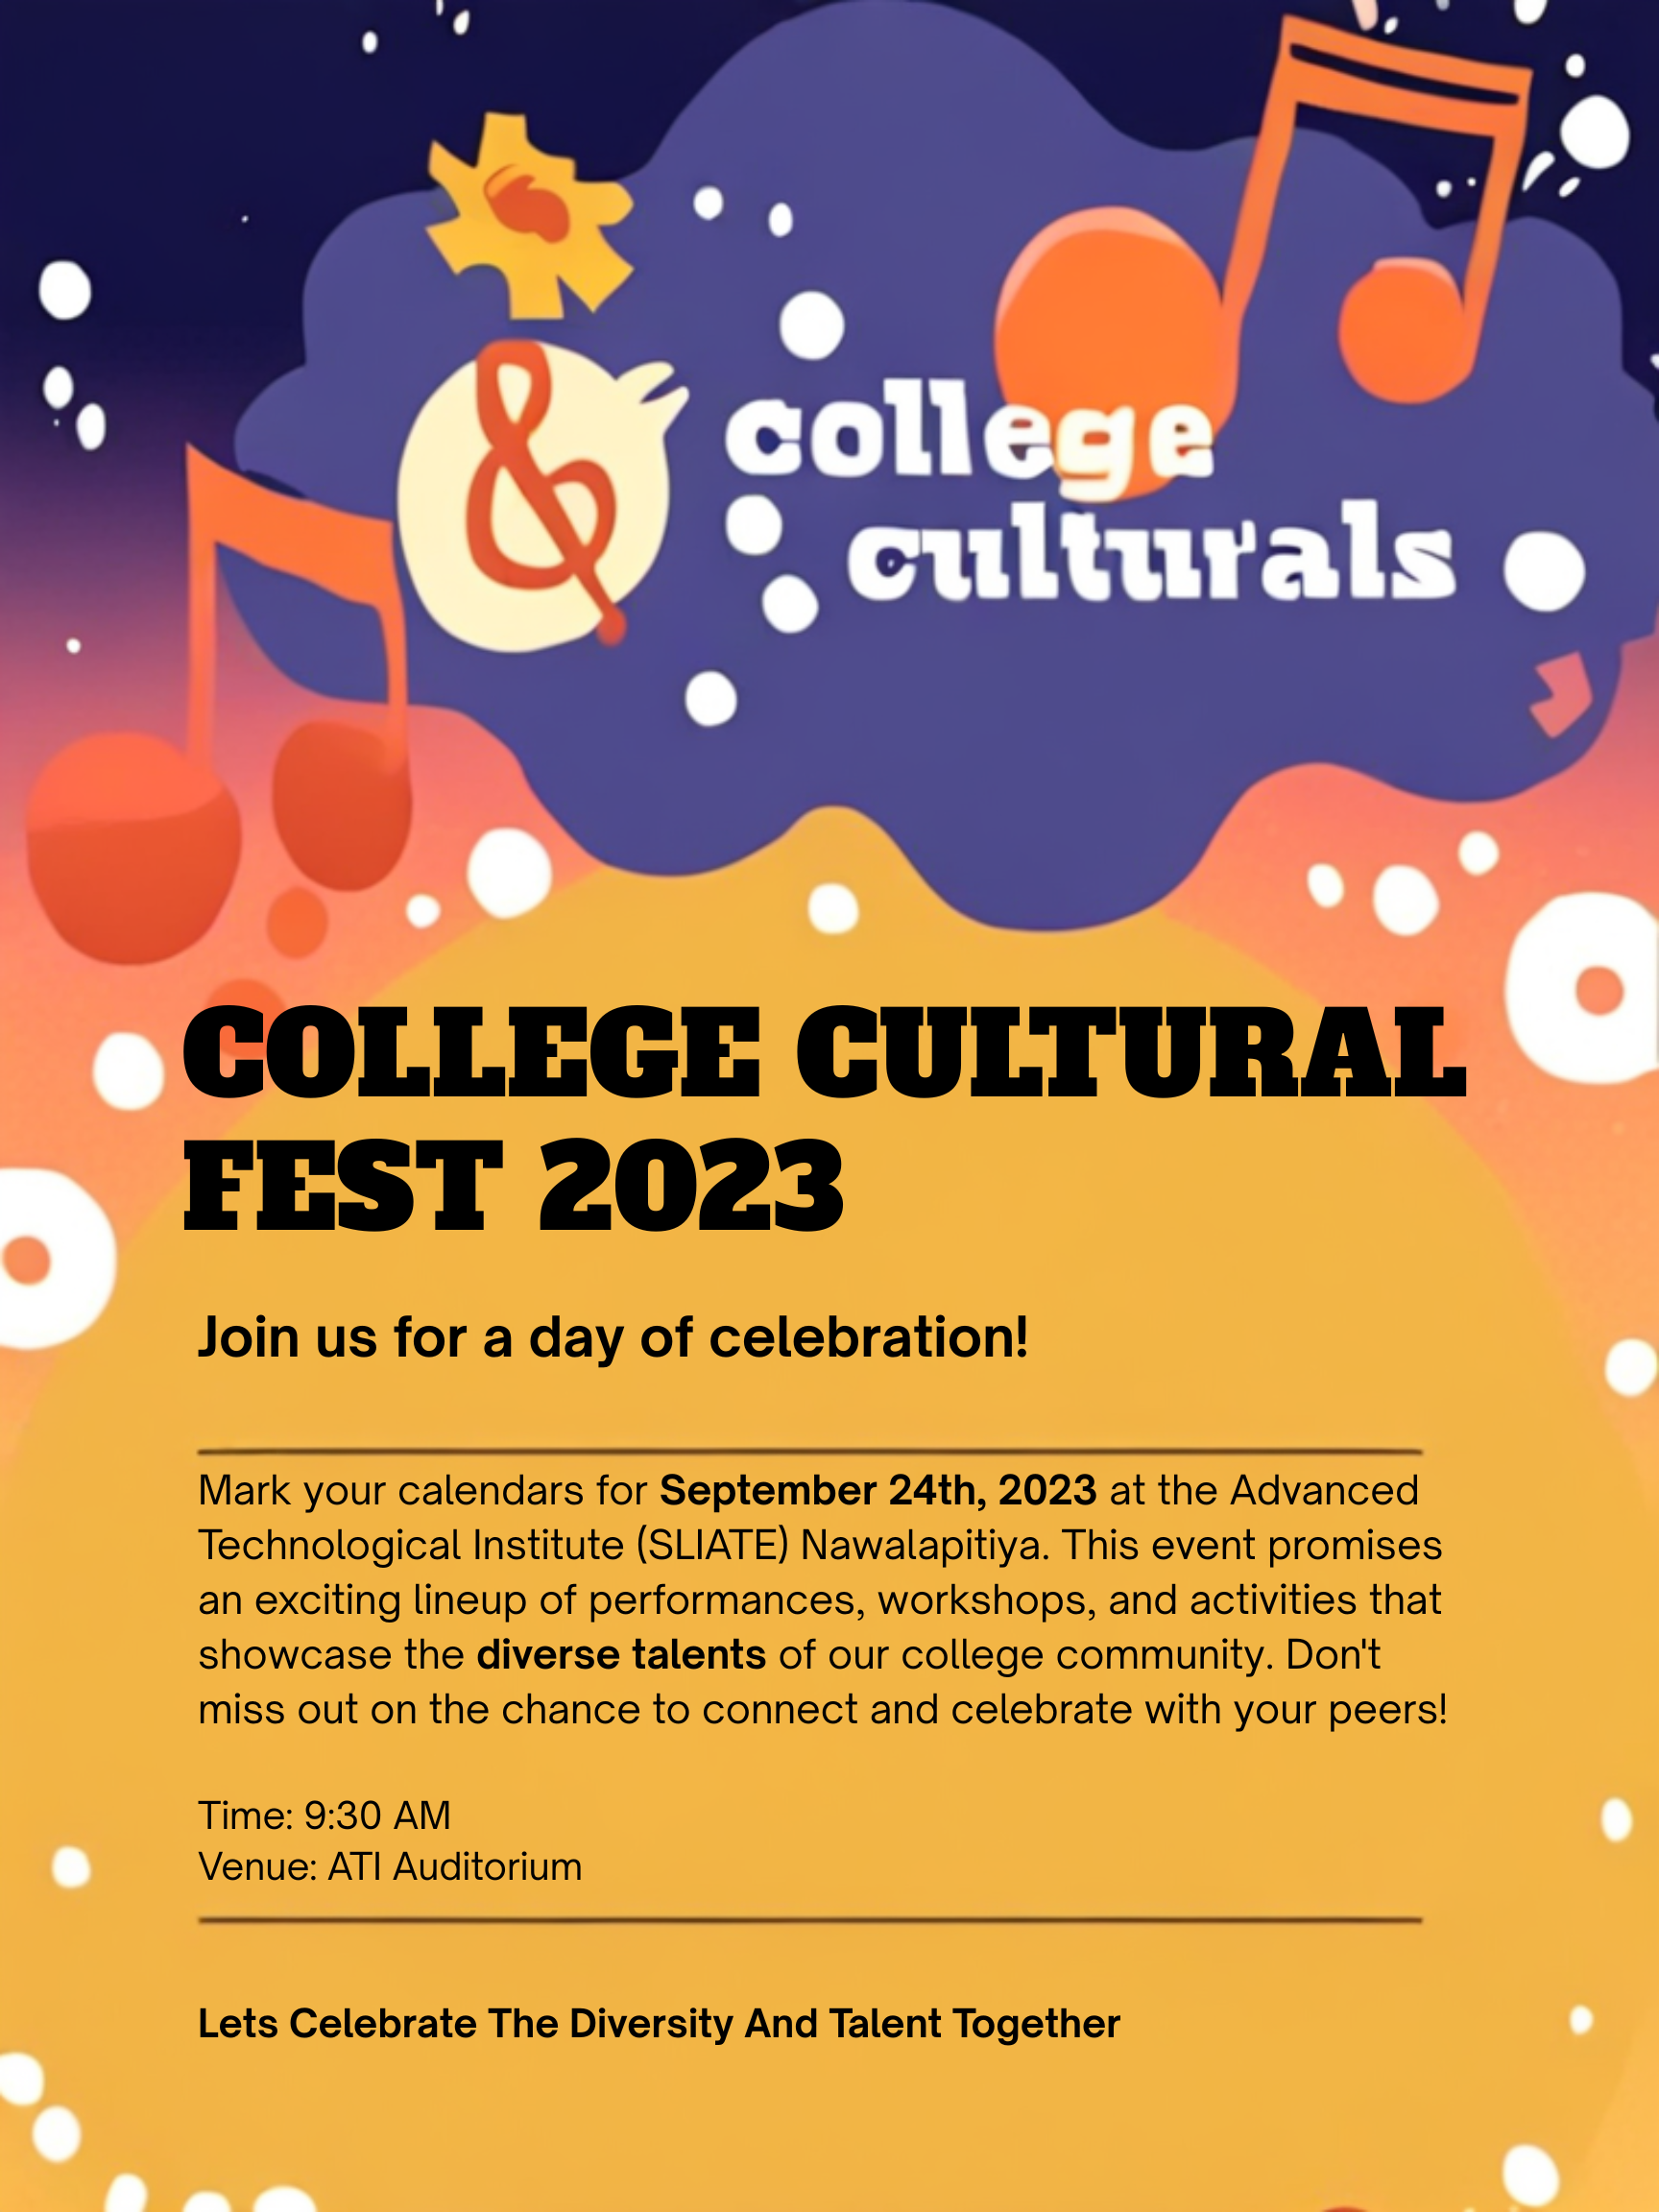 college
culturals
COLLEGE CULTURAL
FEST 2023
Join us for a day of celebration!
Mark your calendars for September 24th, 2023 at the Advanced
Technological Institute (SLIATE) Nawalapitiya. This event promises
an exciting lineup of performances, workshops, and activities that
showcase the diverse talents of our college community. Don't
miss out on the chance to connect and celebrate with your peers!
Time: 9:30 AM
Venue: ATI Auditorium
Lets Celebrate The Diversity And Talent Together